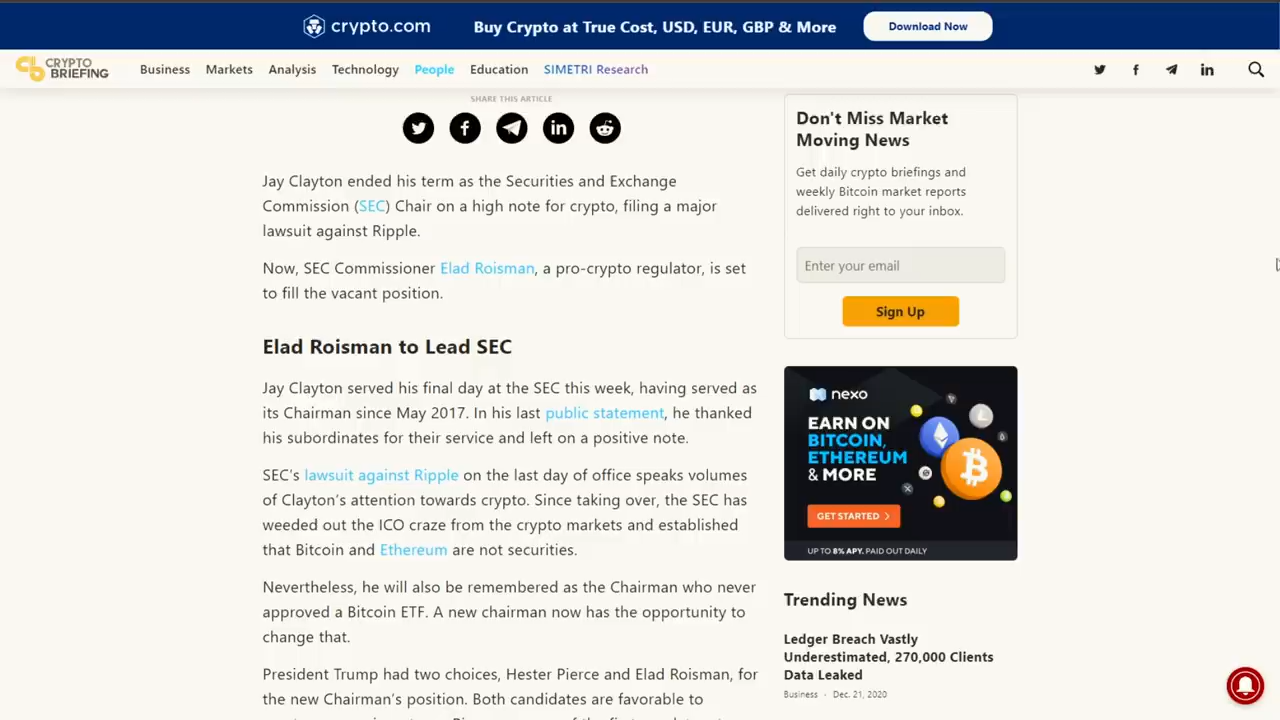 crypto.com
Buy Crypto at True Cost, USD, EUR, GBP & More
Download Now
CRYPTO
BRIEFING
Business Markets Analysis Technology People Education SIMETRI Research
SHARE THIS ARTICLE
Jay Clayton ended his term as the Securities and Exchange
Commission (SEC) Chair on a high note for crypto, filing a major
lawsuit against Ripple.
Now, SEC Commissioner Elad Roisman, a pro-crypto regulator, is set
to fill the vacant position.
Elad Roisman to Lead SEC
Jay Clayton served his final day at the SEC this week, having served as
its Chairman since May 2017. In his last public statement, he thanked
his subordinates for their service and left on a positive note.
SEC's lawsuit against Ripple on the last day of office speaks volumes
of Clayton's attention towards crypto. Since taking over, the SEC has
weeded out the ICO craze from the crypto markets and established
that Bitcoin and Ethereum are not securities.
Nevertheless, he will also be remembered as the Chairman who never
approved a Bitcoin ETF. A new chairman now has the opportunity to
change that.
President Trump had two choices, Hester Pierce and Elad Roisman, for
the new Chairman's position. Both candidates are favorable to
Don't Miss Market
Moving News
Get daily crypto briefings and
weekly Bitcoin market reports
delivered right to your inbox.
Enter your email
Sign Up
nexo
EARN ON
BITCOIN,
ETHEREUM
& MORE
GET STARTED >
UP TO 8% APY, PAID OUT DAILY
Trending News
Ledger Breach Vastly
Underestimated, 270,000 Clients
Data Leaked
Business - Dec. 21, 2020